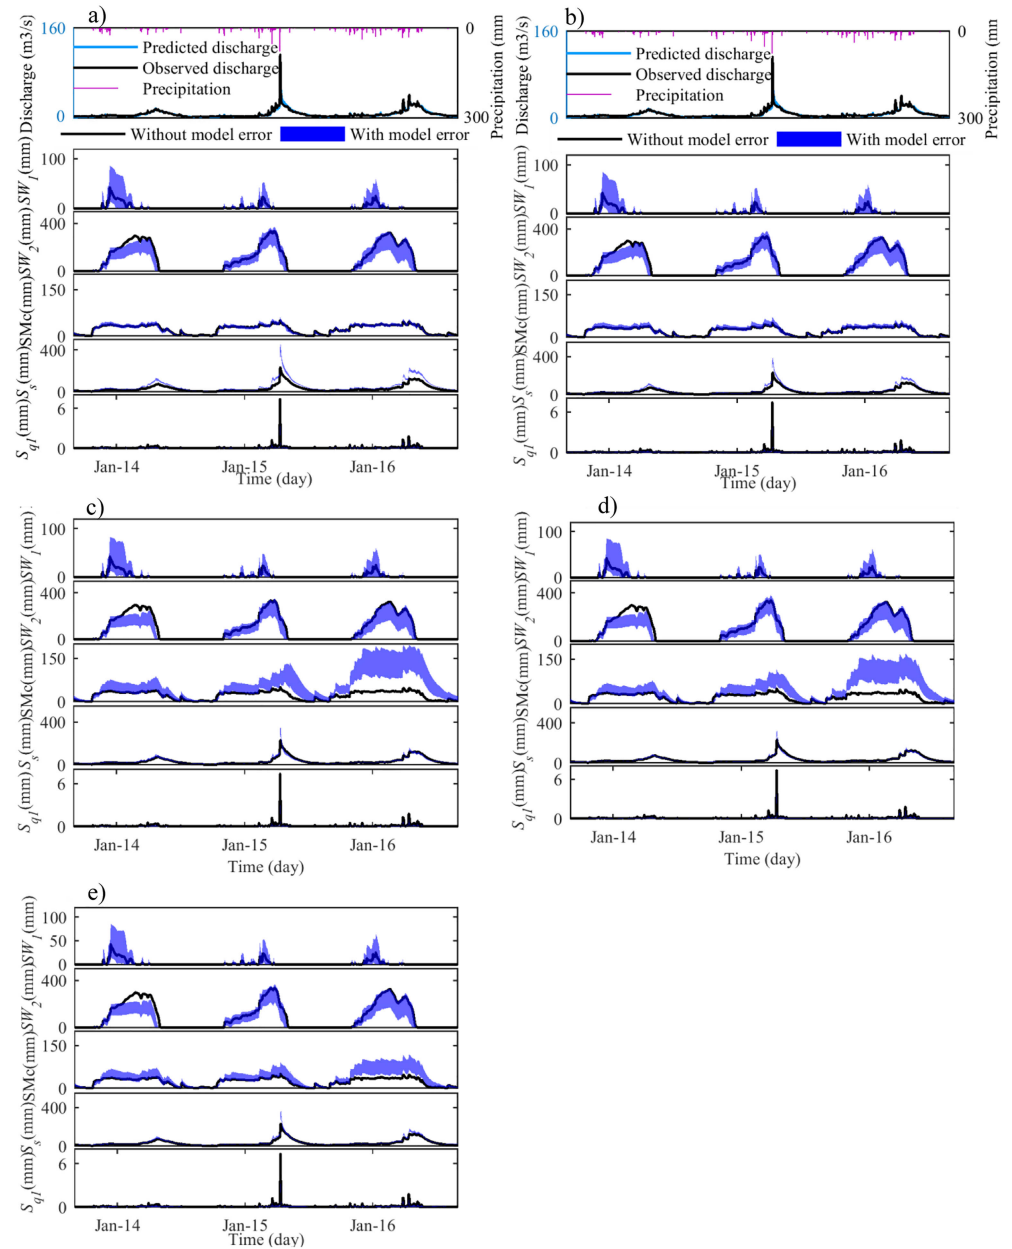 a)
160
0
Discharge (m3/s)
Predicted discharge
Observed discharge
Precipitation
0
300
Precipitation (mm
Without model error
With model error
100
0
SW1(mm)
400
0
SW2(mm)
150
0
SMc(mm)
400
0
Ss(mm)
6
0
Sq1(mm)
Jan-14
Jan-15
Jan-16
Time (day)
b)
160
0
Discharge (m3/s)
Predicted discharge
Observed discharge
Precipitation
0
300
Precipitation (mn
Without model error
With model error
100
0
SW1(mm)
400
0
SW2(mm)
150
0
SMc(mm)
400
0
Ss(mm)
6
0
Sq1(mm)
Jan-14
Jan-15
Jan-16
Time (day)
c)
100
0
SW1(mm)
400
0
SW2(mm)
150
0
SMc(mm)
400
0
Ss(mm)
6
0
Sq1(mm)
Jan-14
Jan-15
Jan-16
Time (day)
d)
100
0
SW1(mm)
400
0
SW2(mm)
150
0
SMc(mm)
400
0
Ss(mm)
6
0
Sq1(mm)
Jan-14
Jan-15
Jan-16
Time (day)
e)
100
50
0
SW1(mm)
400
0
SW2(mm)
100
0
SMc(mm)
400
0
Ss(mm)
6
0
Sq1(mm)
Jan-14
Jan-15
Jan-16
Time (day)